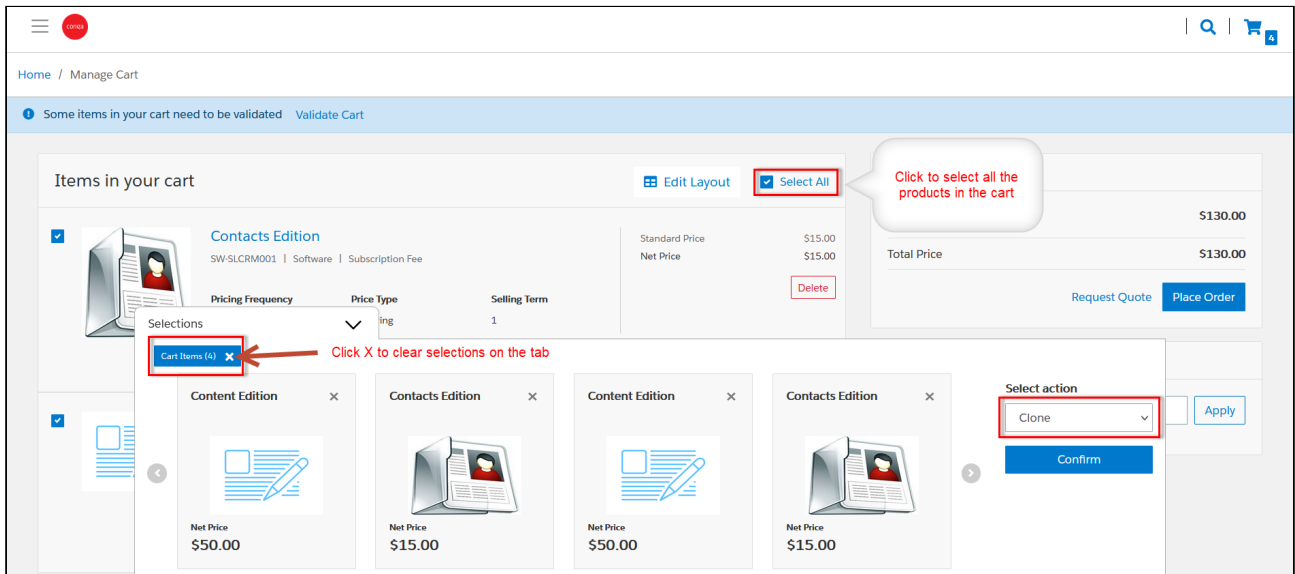 conga
4
Home / Manage Cart
Some items in your cart need to be validated Validate Cart
Items in your cart
Edit Layout
Select All
Click to select all the
products in the cart
$130.00
Total Price
$130.00
Request Quote
Place Order
Contacts Edition
SW-SLCRM001 | Software | Subscription Fee
Standard Price
$15.00
Net Price
$15.00
Delete
Pricing Frequency
Price Type
Selling Term
1
Selections
Cart Items (4)
Click X to clear selections on the tab
Content Edition
Net Price
$50.00
Contacts Edition
Net Price
$15.00
Content Edition
Net Price
$50.00
Contacts Edition
Net Price
$15.00
Select action
Clone
Confirm
Apply